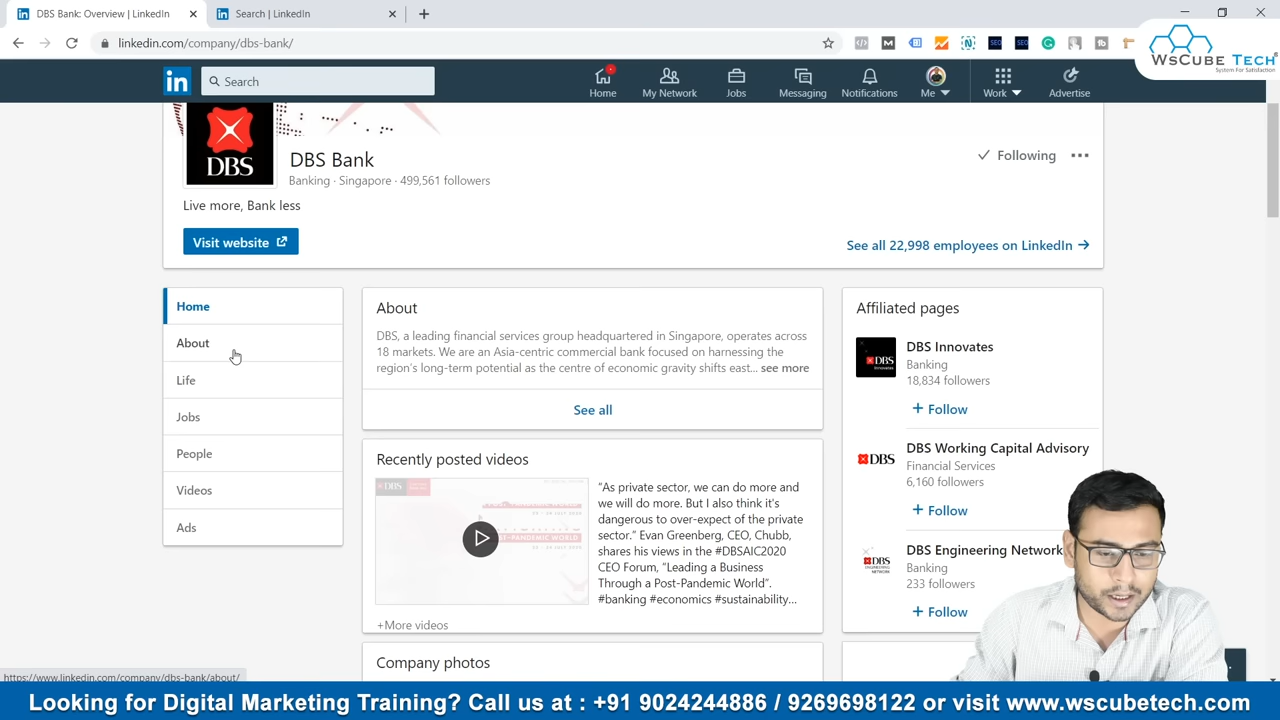 DBS Bank: Overview | LinkedIn
Search | LinkedIn
linkedin.com/company/dbs-bank/
WsCube Tech
System For Satisfaction
in
Search
Home
My Network
Jobs
Messaging
Notifications
Me
Work
Advertise
DBS
DBS Bank
Banking · Singapore · 499,561 followers
Following
Live more, Bank less
Visit website
See all 22,998 employees on LinkedIn →
Home
About
Life
Jobs
People
Videos
Ads
About
DBS, a leading financial services group headquartered in Singapore, operates across
18 markets. We are an Asia-centric commercial bank focused on harnessing the
region's long-term potential as the centre of economic gravity shifts east... see more
See all
Recently posted videos
"As private sector, we can do more and
we will do more. But I also think it's
dangerous to over-expect of the private
sector." Evan Greenberg, CEO, Chubb,
shares his views in the #DBSAIC2020
CEO Forum, "Leading a Business
Through a Post-Pandemic World".
#banking #economics #sustainability...
+More videos
Company photos
Affiliated pages
DBS Innovates
Banking
18,834 followers
+ Follow
DBS
DBS Working Capital Advisory
Financial Services
6,160 followers
+ Follow
DBS Engineering Network
Banking
233 followers
+ Follow
https://www.linkedin.com/company/dbs-bank/about/
Looking for Digital Marketing Training? Call us at : +91 9024244886 / 9269698122 or visit www.wscubetech.com